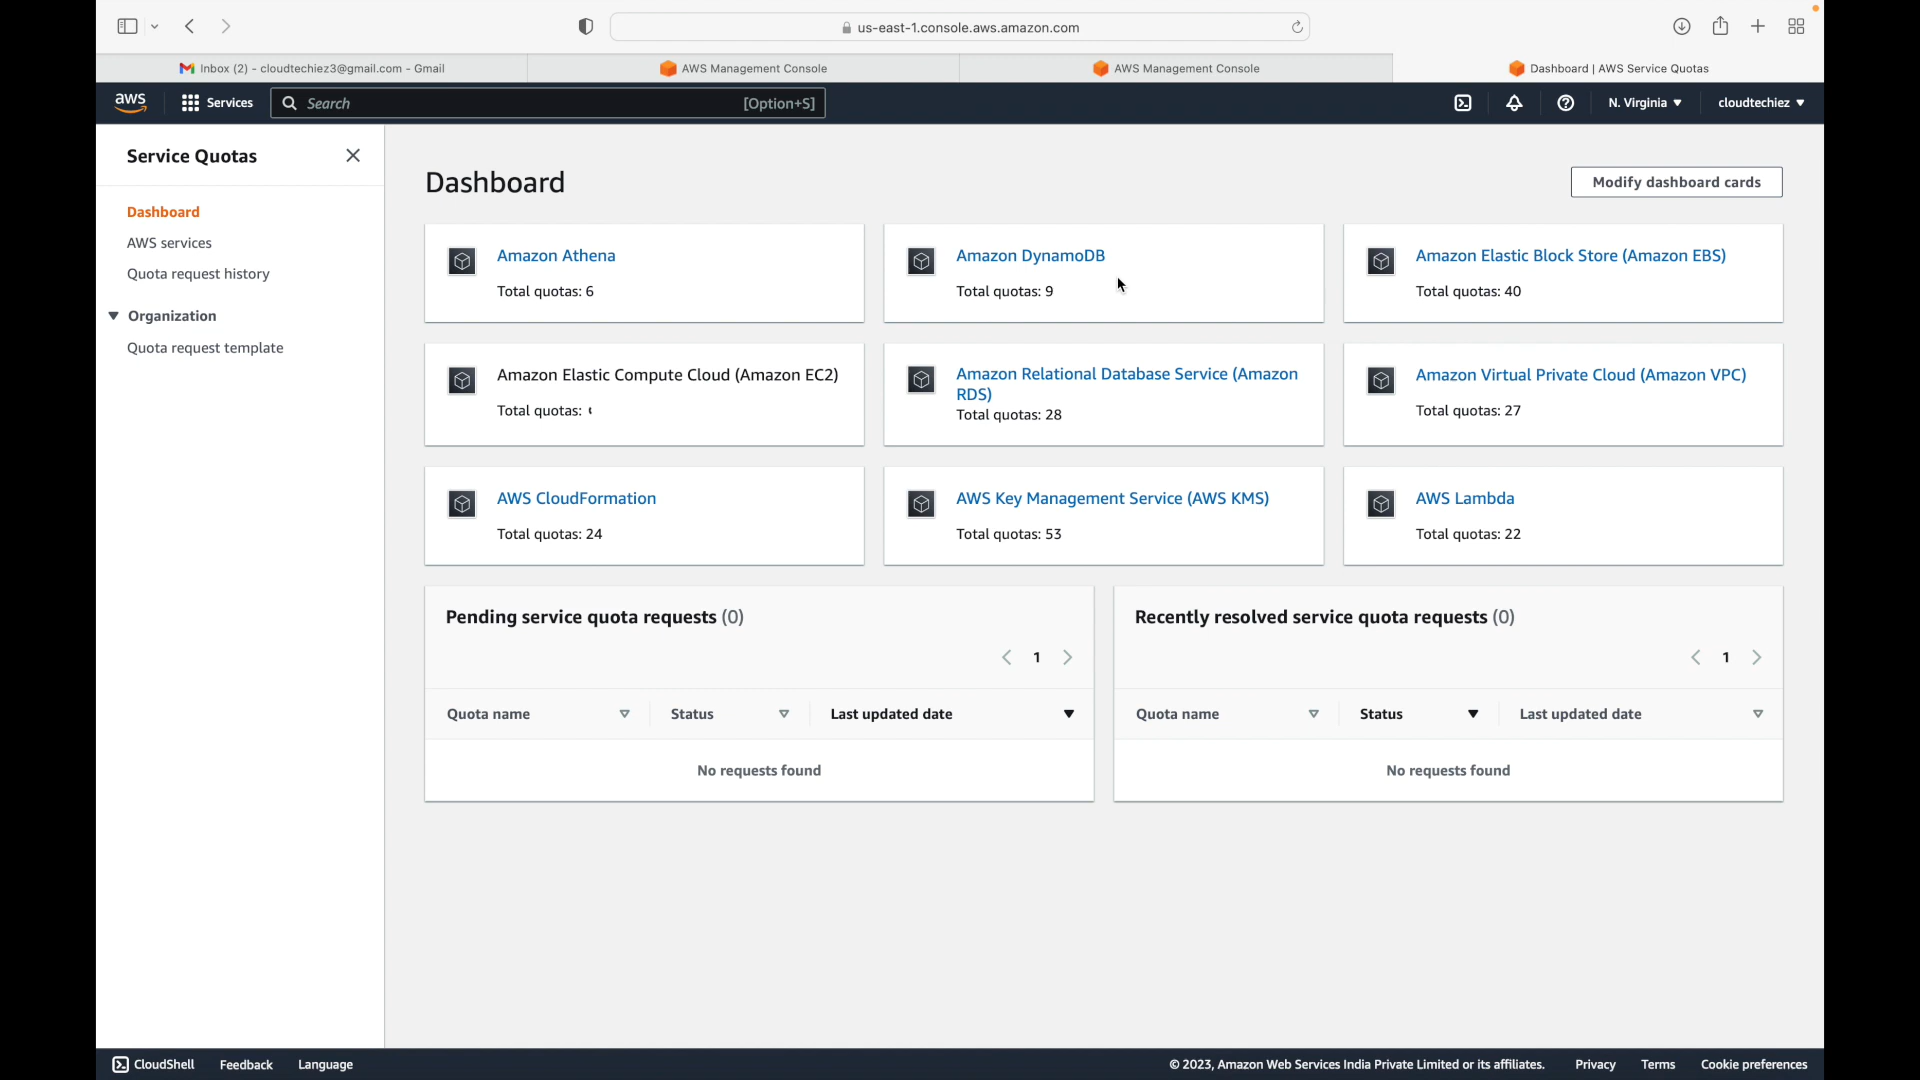 us-east-1.console.aws.amazon.com
Inbox (2) - cloudtechiez3@gmail.com - Gmail
AWS Management Console
AWS Management Console
Dashboard | AWS Service Quotas
aws
Services
Search
[Option+S]
N. Virginia
cloudtechiez
Service Quotas
Dashboard
AWS services
Quota request history
Organization
Quota request template
Dashboard
Modify dashboard cards
Amazon Athena
Total quotas: 6
Amazon DynamoDB
Total quotas: 9
Amazon Elastic Block Store (Amazon EBS)
Total quotas: 40
Amazon Elastic Compute Cloud (Amazon EC2)
Total quotas:
Amazon Relational Database Service (Amazon
RDS)
Total quotas: 28
Amazon Virtual Private Cloud (Amazon VPC)
Total quotas: 27
AWS CloudFormation
Total quotas: 24
AWS Key Management Service (AWS KMS)
Total quotas: 53
AWS Lambda
Total quotas: 22
Pending service quota requests (0)
1
Quota name
Status
Last updated date
No requests found
Recently resolved service quota requests (0)
1
Quota name
Status
Last updated date
No requests found
CloudShell
Feedback
Language
© 2023, Amazon Web Services India Private Limited or its affiliates.
Privacy
Terms
Cookie preferences